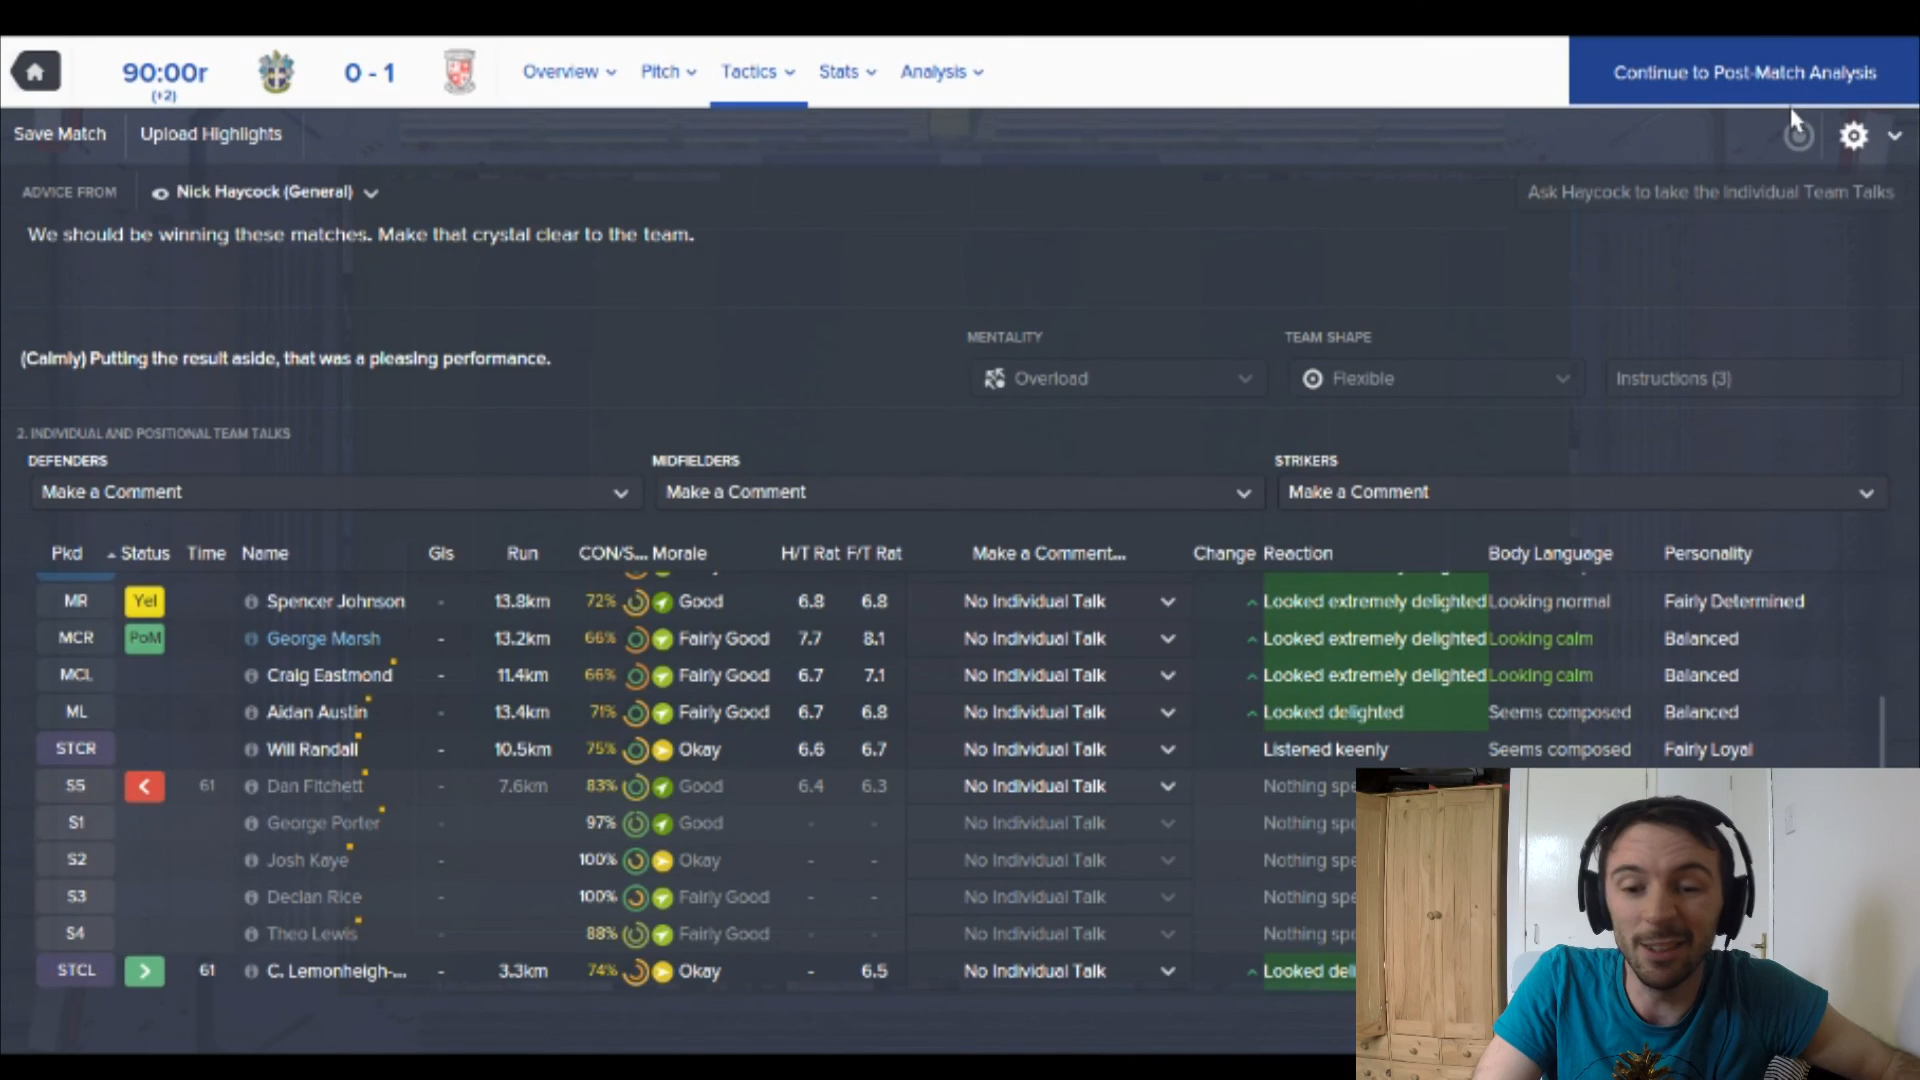 90:00r 0 - 1 Overview Pitch Tactics Stats Analysis Continue to Post-Match Analysis
(+2)
Save Match Upload Highlights
ADVICE FROM Nick Haycock (General) Ask Haycock to take the Individual Team Talks
We should be winning these matches. Make that crystal clear to the team.
MENTALITY TEAM SHAPE
(Calmly) Putting the result aside, that was a pleasing performance.
Overload Flexible Instructions (3)
2. INDIVIDUAL AND POSITIONAL TEAM TALKS
DEFENDERS MIDFIELDERS STRIKERS
Make a Comment Make a Comment Make a Comment
Pkd Status Time Name Gls Run CON/S... Morale H/T Rat F/T Rat Make a Comment... Change Reaction Body Language Personality
MR Yel Spencer Johnson - 13.8km 72% Good 6.8 6.8 No Individual Talk Looked extremely delighted Looking normal Fairly Determined
MCR PoM George Marsh - 13.2km 66% Fairly Good 7.7 8.1 No Individual Talk Looked extremely delighted Looking calm Balanced
MCL Craig Eastmond - 11.4km 66% Fairly Good 6.7 7.1 No Individual Talk Looked extremely delighted Looking calm Balanced
ML Aidan Austin - 13.4km 71% Fairly Good 6.7 6.8 No Individual Talk Looked delighted Seems composed Balanced
STCR Will Randall - 10.5km 75% Okay 6.6 6.7 No Individual Talk Listened keenly Seems composed Fairly Loyal
S5 61 Dan Fitchett - 7.6km 83% Good 6.4 6.3 No Individual Talk Nothing spe
S1 George Porter - 97% Good - - No Individual Talk Nothing spe
S2 Josh Kaye - 100% Okay - - No Individual Talk Nothing spe
S3 Declan Rice - 100% Fairly Good - - No Individual Talk Nothing spe
S4 Theo Lewis - 88% Fairly Good - - No Individual Talk Nothing spe
STCL 61 C. Lemonheigh-... - 3.3km 74% Okay - 6.5 No Individual Talk Looked deli